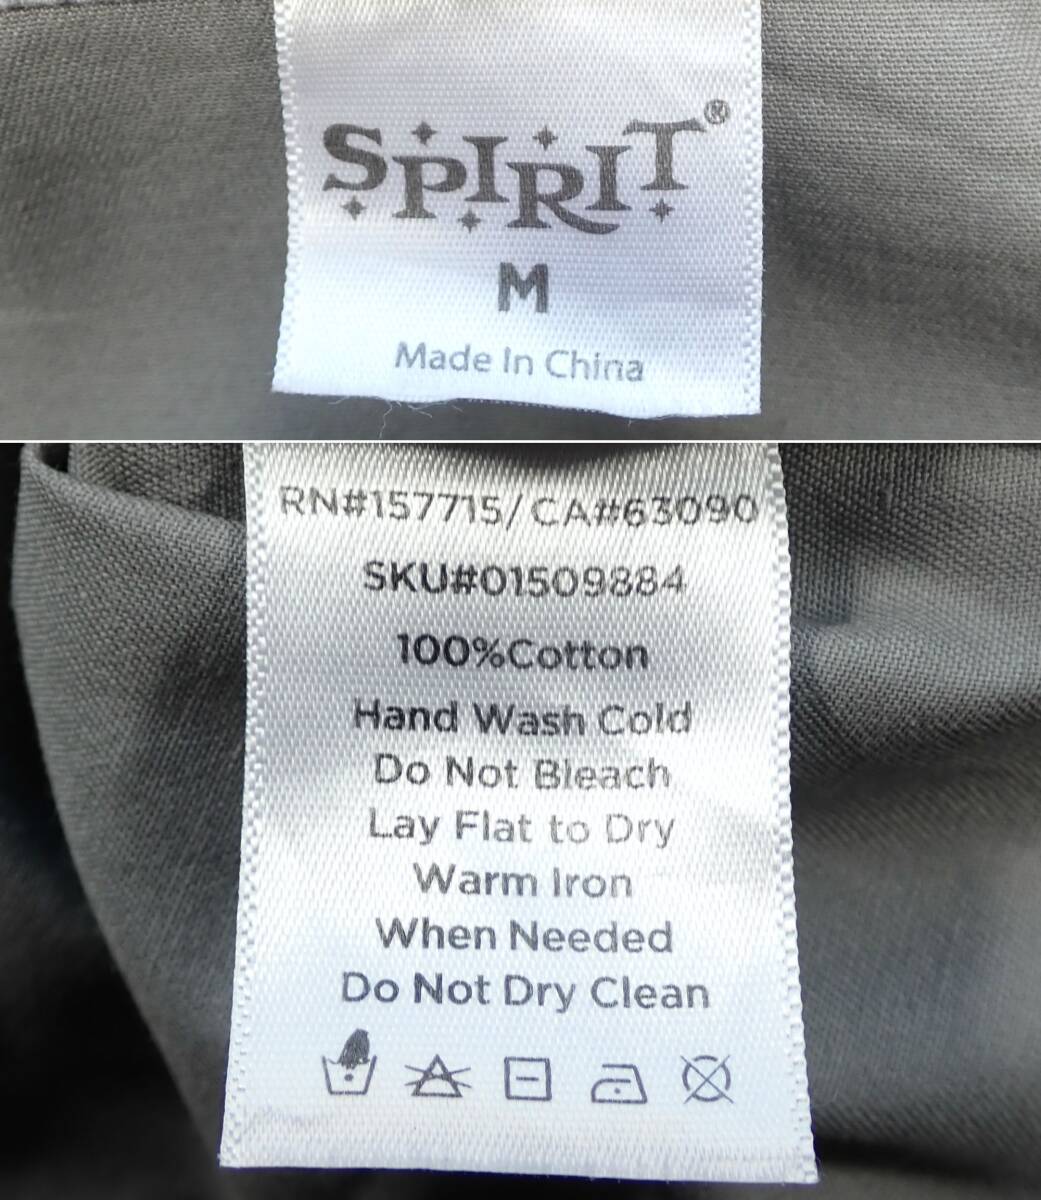 SPIRIT®
M
Made In China
RN#157715/CA#63090
SKU#01509884
100%Cotton
Hand Wash Cold
Do Not Bleach
Lay Flat to Dry
Warm Iron
When Needed
Do Not Dry Clean